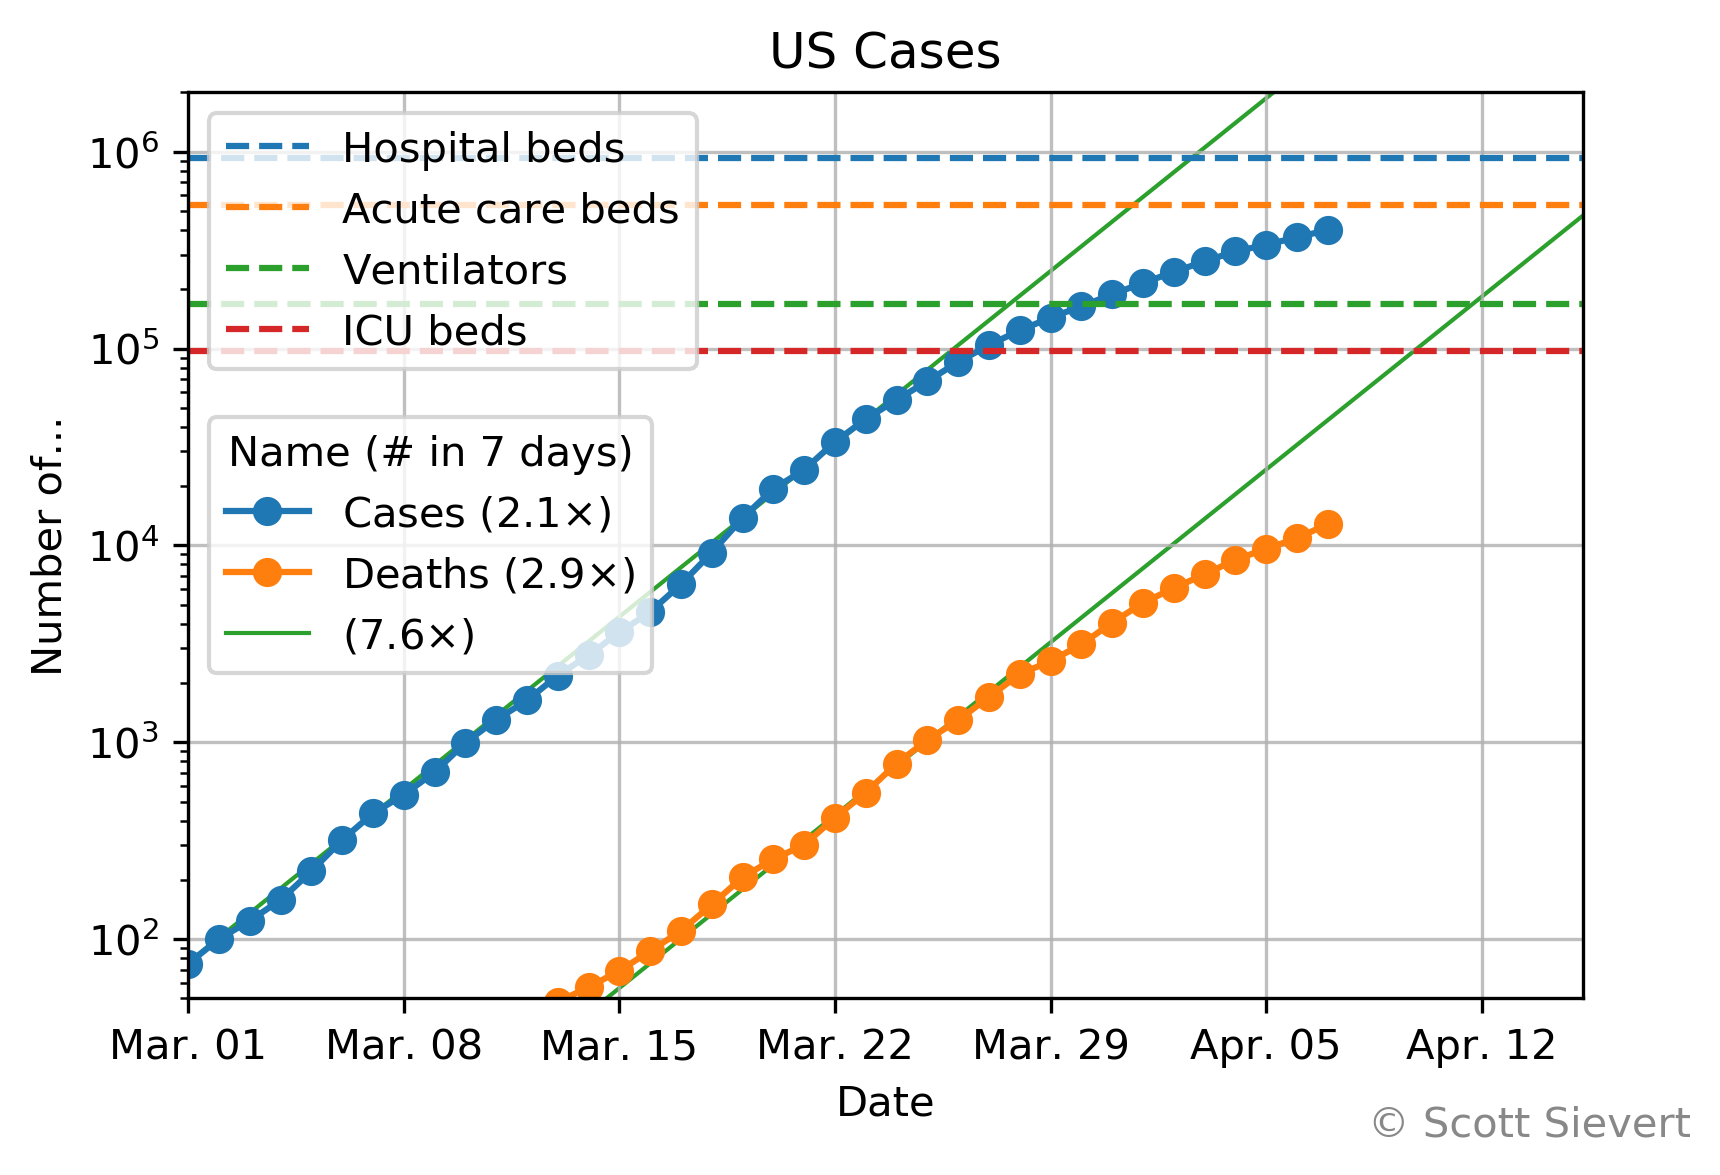 US Cases
Hospital beds
Acute care beds
Ventilators
ICU beds
Name (# in 7 days)
Cases (2.1×)
Deaths (2.9×)
(7.6×)
Number of...
10⁶
10⁵
10⁴
10³
10²
Mar. 01 Mar. 08 Mar. 15 Mar. 22 Mar. 29 Apr. 05 Apr. 12
Date
© Scott Sievert